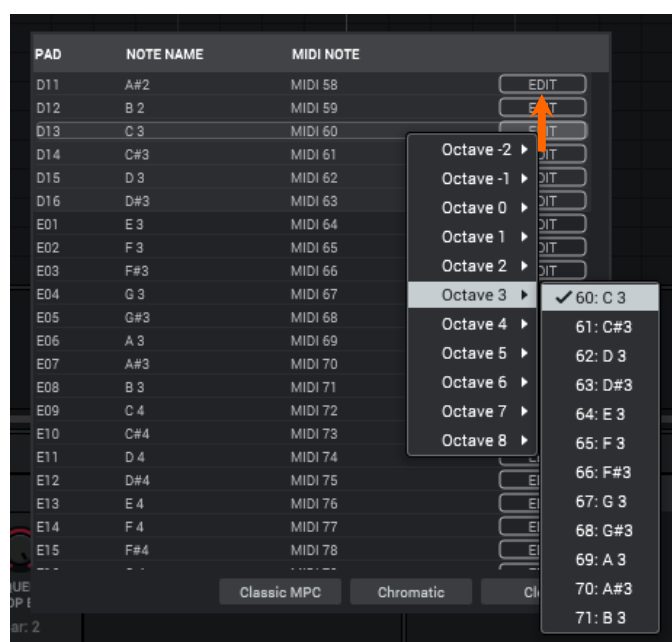 PAD NOTE NAME MIDI NOTE
D11 A#2 MIDI 58 EDIT
D12 B 2 MIDI 59
D13 C 3 MIDI 60
D14 C#3 MIDI 61 Octave -2
D15 D 3 MIDI 62 Octave -1
D16 D#3 MIDI 63 Octave 0
E01 E 3 MIDI 64 Octave 1
E02 F 3 MIDI 65
E03 F#3 MIDI 66 Octave 2
E04 G 3 MIDI 67 Octave 3 60: C 3
E05 G#3 MIDI 68 Octave 4 61: C#3
E06 A 3 MIDI 69 Octave 5 62: D 3
E07 A#3 MIDI 70
E08 B 3 MIDI 71 Octave 6 63: D#3
E09 C 4 MIDI 72 Octave 7 64: E 3
E10 C#4 MIDI 73 Octave 8 65: F 3
E11 D 4 MIDI 74
E12 D#4 MIDI 75 66: F#3
E13 E 4 MIDI 76 67: G 3
E14 F 4 MIDI 77 68: G#3
E15 F#4 MIDI 78 69: A 3
Classic MPC Chromatic 70: A#3
71: B 3